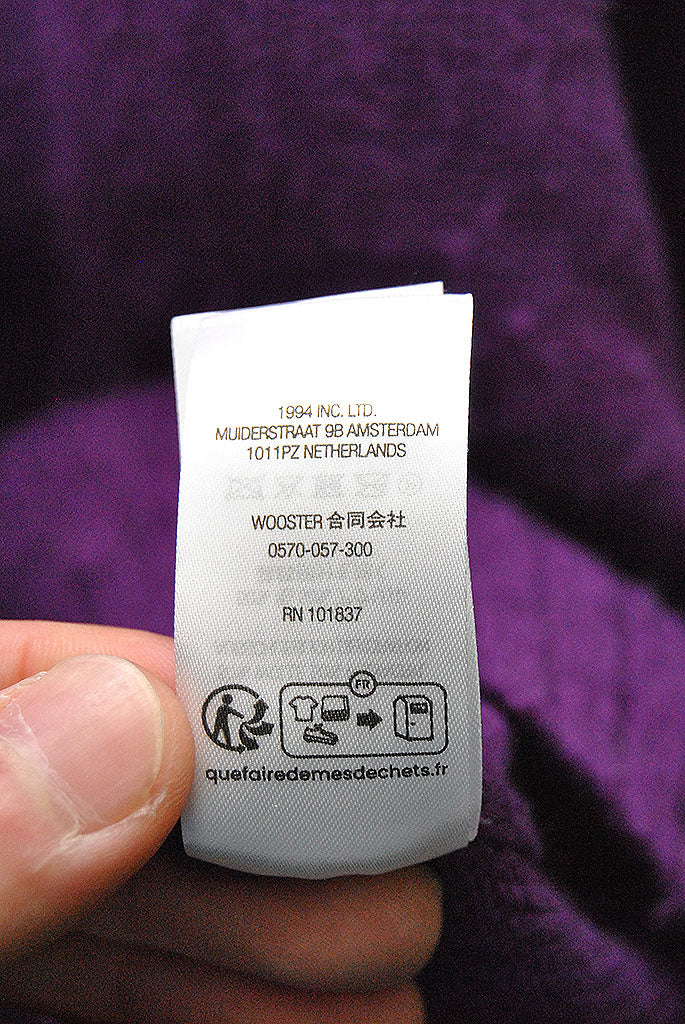 1994 INC. LTD.
MUIDERSTRAAT 9B AMSTERDAM
1011PZ NETHERLANDS
WOOSTER 合同会社
0570-057-300
RN 101837
FR
quefairedemesdechets.fr